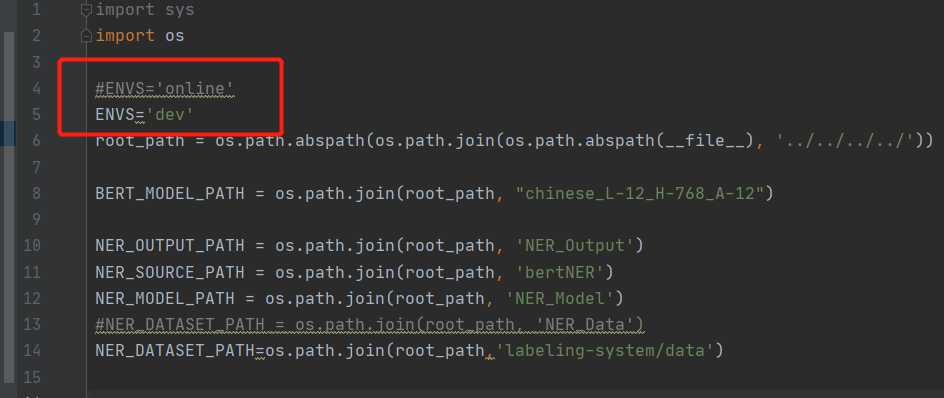 1 import sys
2 import os
3
4 #ENVS='online'
5 ENVS='dev'
6 root_path = os.path.abspath(os.path.join(os.path.abspath(__file__), '../../../../'))
7
8 BERT_MODEL_PATH = os.path.join(root_path, "chinese_L-12_H-768_A-12")
9
10 NER_OUTPUT_PATH = os.path.join(root_path, 'NER_Output')
11 NER_SOURCE_PATH = os.path.join(root_path, 'bertNER')
12 NER_MODEL_PATH = os.path.join(root_path, 'NER_Model')
13 #NER_DATASET_PATH = os.path.join(root_path, 'NER_Data')
14 NER_DATASET_PATH=os.path.join(root_path,'labeling-system/data')
15